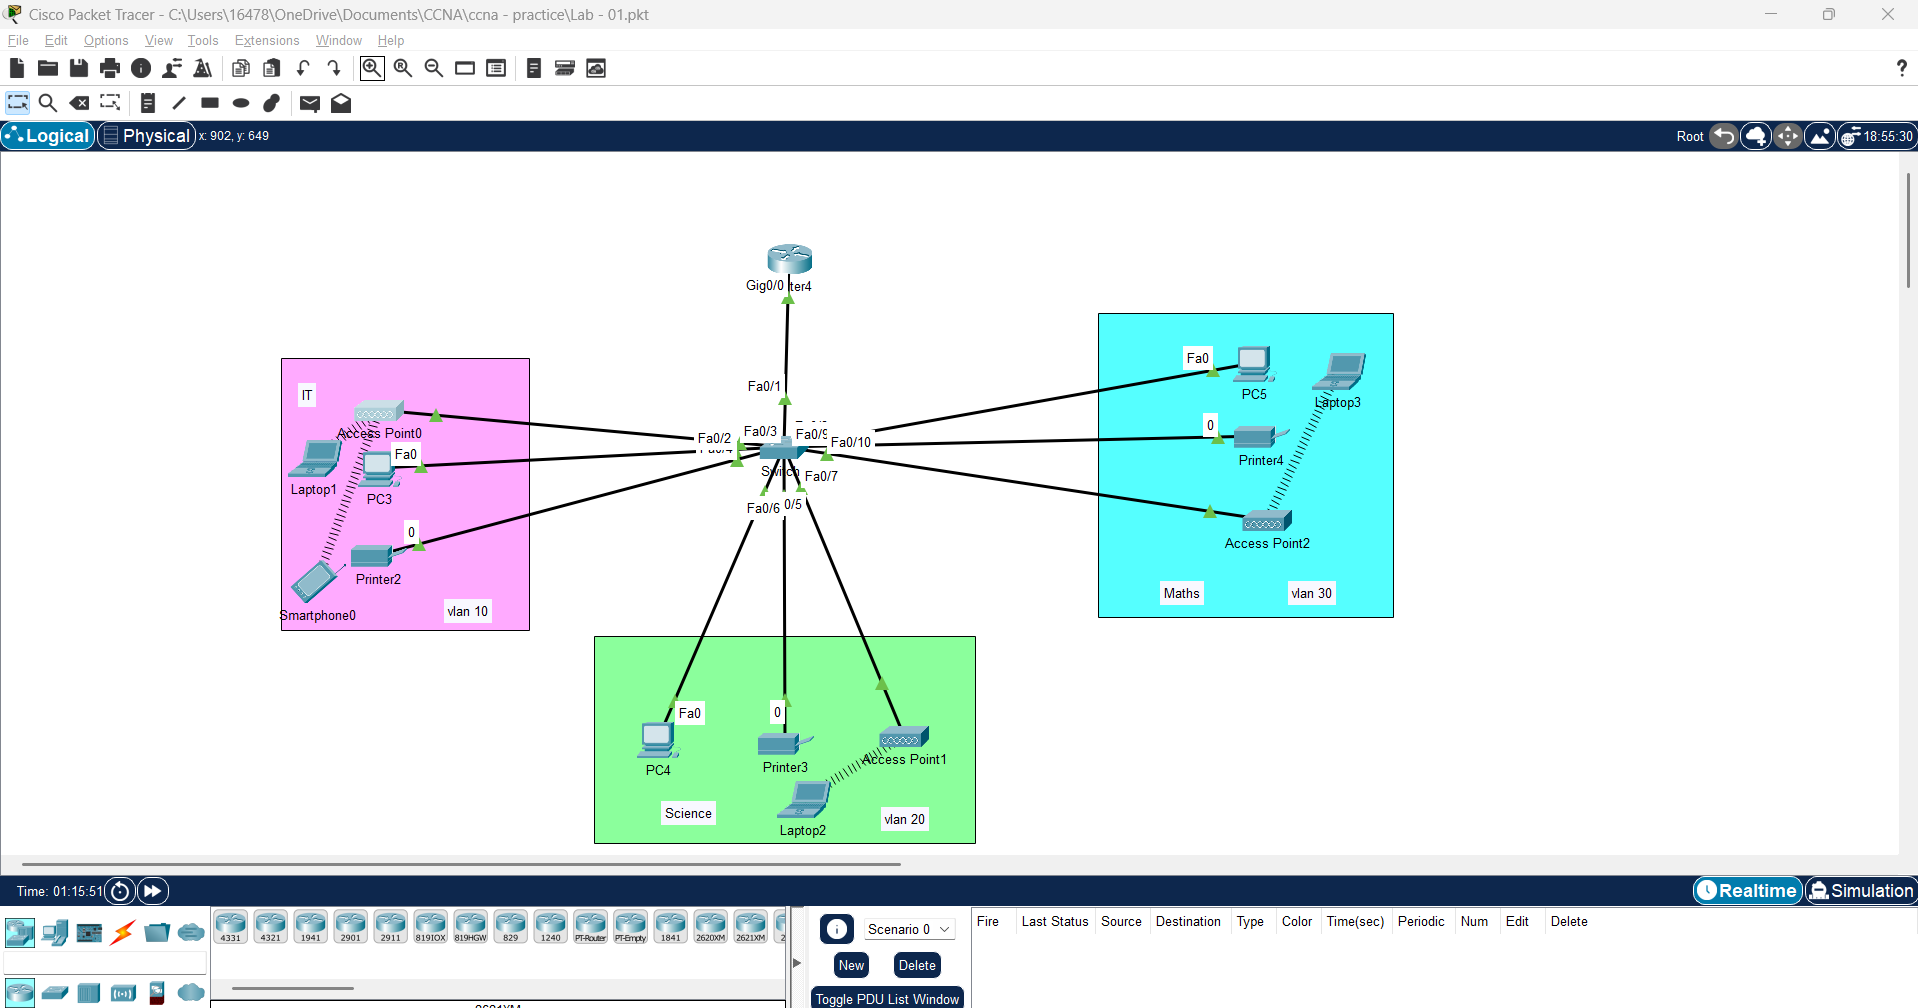 Cisco Packet Tracer - C:\Users\16478\OneDrive\Documents\CCNA\ccna - practice\Lab - 01.pkt
File Edit Options View Tools Extensions Window Help
?
Logical Physical x: 902, y: 649 Root 18:55:30
Gig0/0 ter4
Fa0/1
IT
Access Point0
Fa0
Laptop1
PC3
0
Printer2
Smartphone0
vlan 10
Fa0/2
Fa0/3
Fa0/9
Fa0/10
Switch
Fa0/7
Fa0/6
0/5
Fa0
PC5
Laptop3
0
Printer4
Access Point2
Maths
vlan 30
Fa0
0
PC4
Printer3
Access Point1
Science
Laptop2
vlan 20
Time: 01:15:51 Realtime Simulation
4331 4321 1941 2901 2911 819IOX 819HGW 829 1240 PT-Router PT-Empty 1841 2620XM 2621XM
Scenario 0
New Delete
Toggle PDU List Window
Fire Last Status Source Destination Type Color Time(sec) Periodic Num Edit Delete